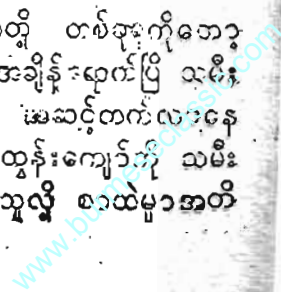 တို့ တစ်ခုခုကိုတော့
အချိန် ရောက်ပြီ သမီး
အဆင့်တက်လာနေ
ထွန်းကျော်ကို သမီး
သူလို့ စာထဲမှာအတိ
www.burmeseclassic.com